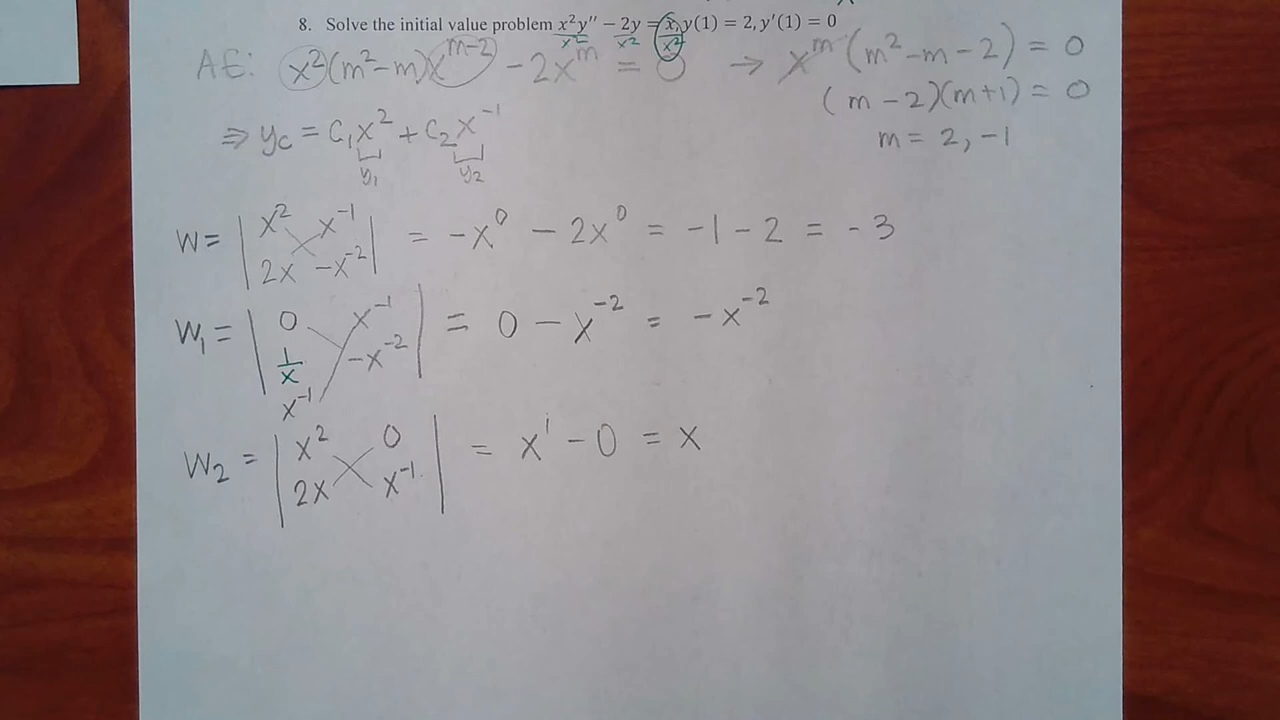 8. Solve the initial value problem x²y″ − 2y = x, y(1) = 2, y′(1) = 0
x² x² x²
AE: x²(m²−m)x^(m−2) − 2x^m = 0 → x^m (m²−m−2) = 0
(m−2)(m+1) = 0
⇒ y_c = C₁x² + C₂x⁻¹
m = 2, −1
y₁ y₂
W = | x² x⁻¹ | = −x⁰ − 2x⁰ = −1 − 2 = −3
2x −x⁻²
W₁ = | 0 x⁻¹ | = 0 − x⁻² = −x⁻²
1/x −x⁻²
x⁻¹
W₂ = | x² 0 | = x¹ − 0 = x
2x x⁻¹